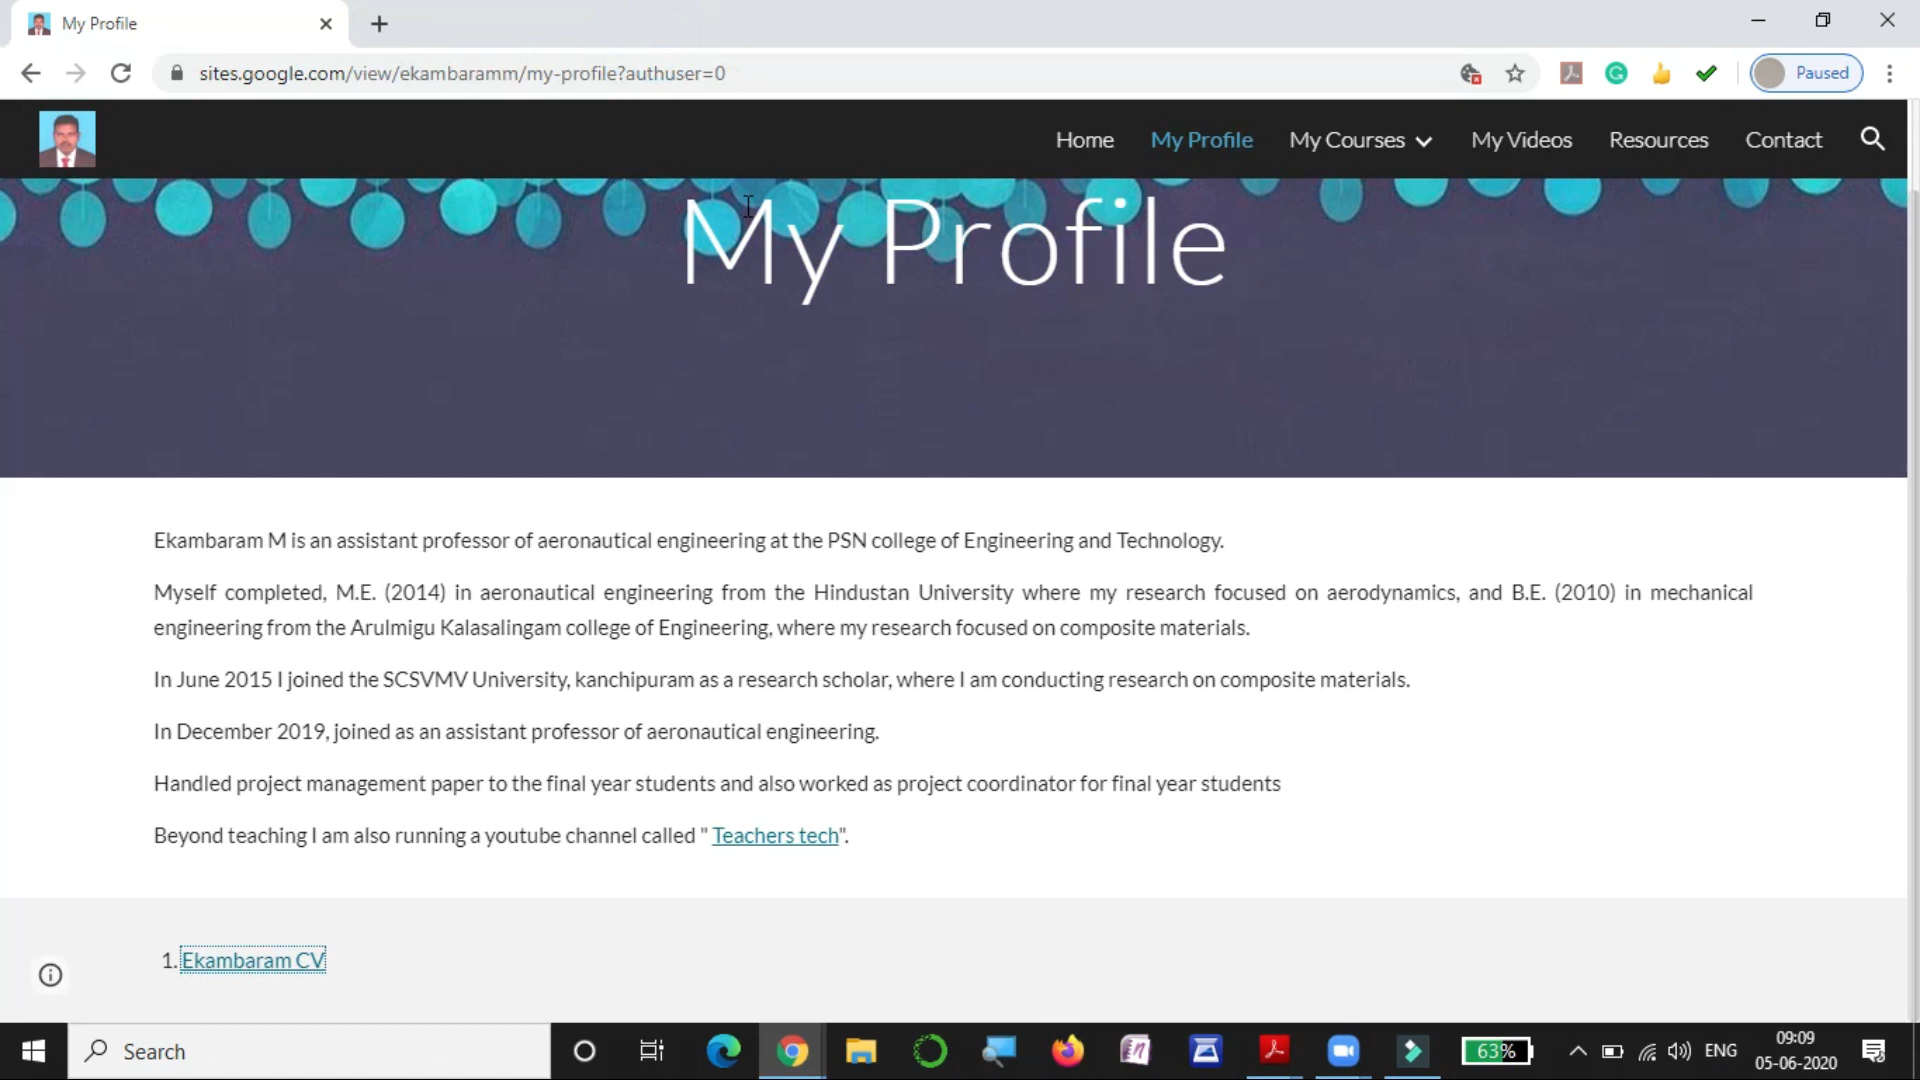 My Profile
sites.google.com/view/ekambaramm/my-profile?authuser=0
Paused
Home
My Profile
My Courses
My Videos
Resources
Contact
My Profile
Ekambaram M is an assistant professor of aeronautical engineering at the PSN college of Engineering and Technology.
Myself completed, M.E. (2014) in aeronautical engineering from the Hindustan University where my research focused on aerodynamics, and B.E. (2010) in mechanical
engineering from the Arulmigu Kalasalingam college of Engineering, where my research focused on composite materials.
In June 2015 I joined the SCSVMV University, kanchipuram as a research scholar, where I am conducting research on composite materials.
In December 2019, joined as an assistant professor of aeronautical engineering.
Handled project management paper to the final year students and also worked as project coordinator for final year students
Beyond teaching I am also running a youtube channel called " Teachers tech".
1. Ekambaram CV
Search
63%
ENG
09:09
05-06-2020